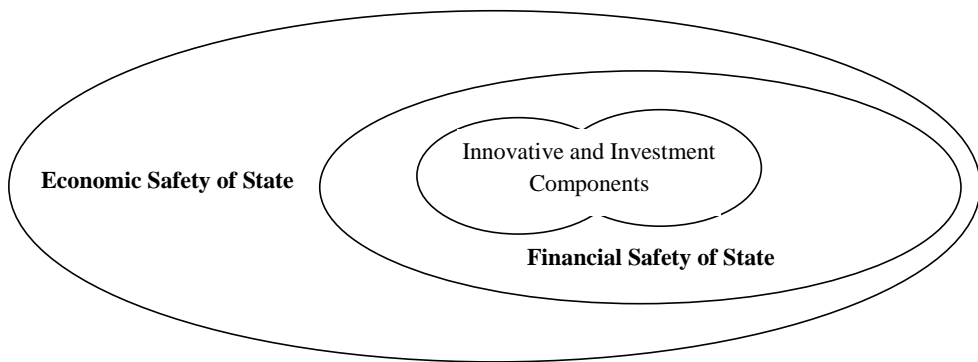 Innovative and Investment
Components
Economic Safety of State
Financial Safety of State